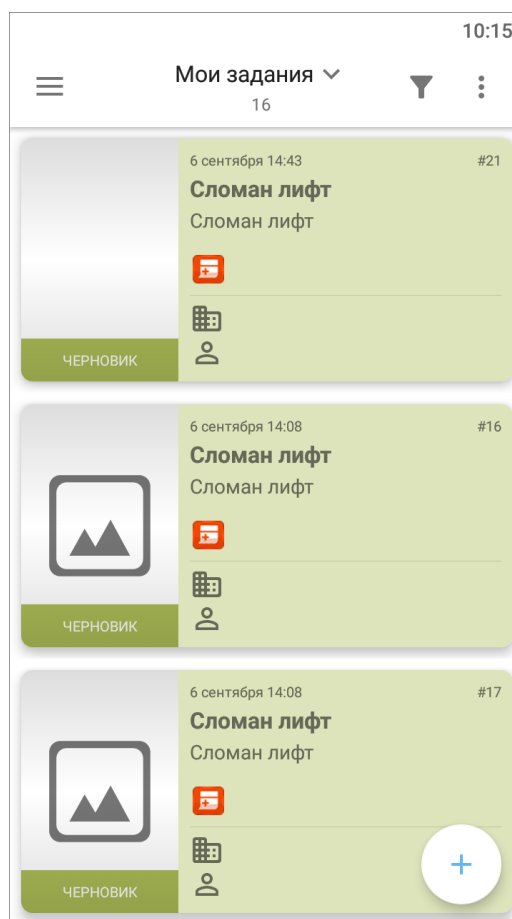 10:15
Мои задания
16
6 сентября 14:43 #21
Сломан лифт
Сломан лифт
ЧЕРНОВИК
6 сентября 14:08 #16
Сломан лифт
Сломан лифт
ЧЕРНОВИК
6 сентября 14:08 #17
Сломан лифт
Сломан лифт
ЧЕРНОВИК